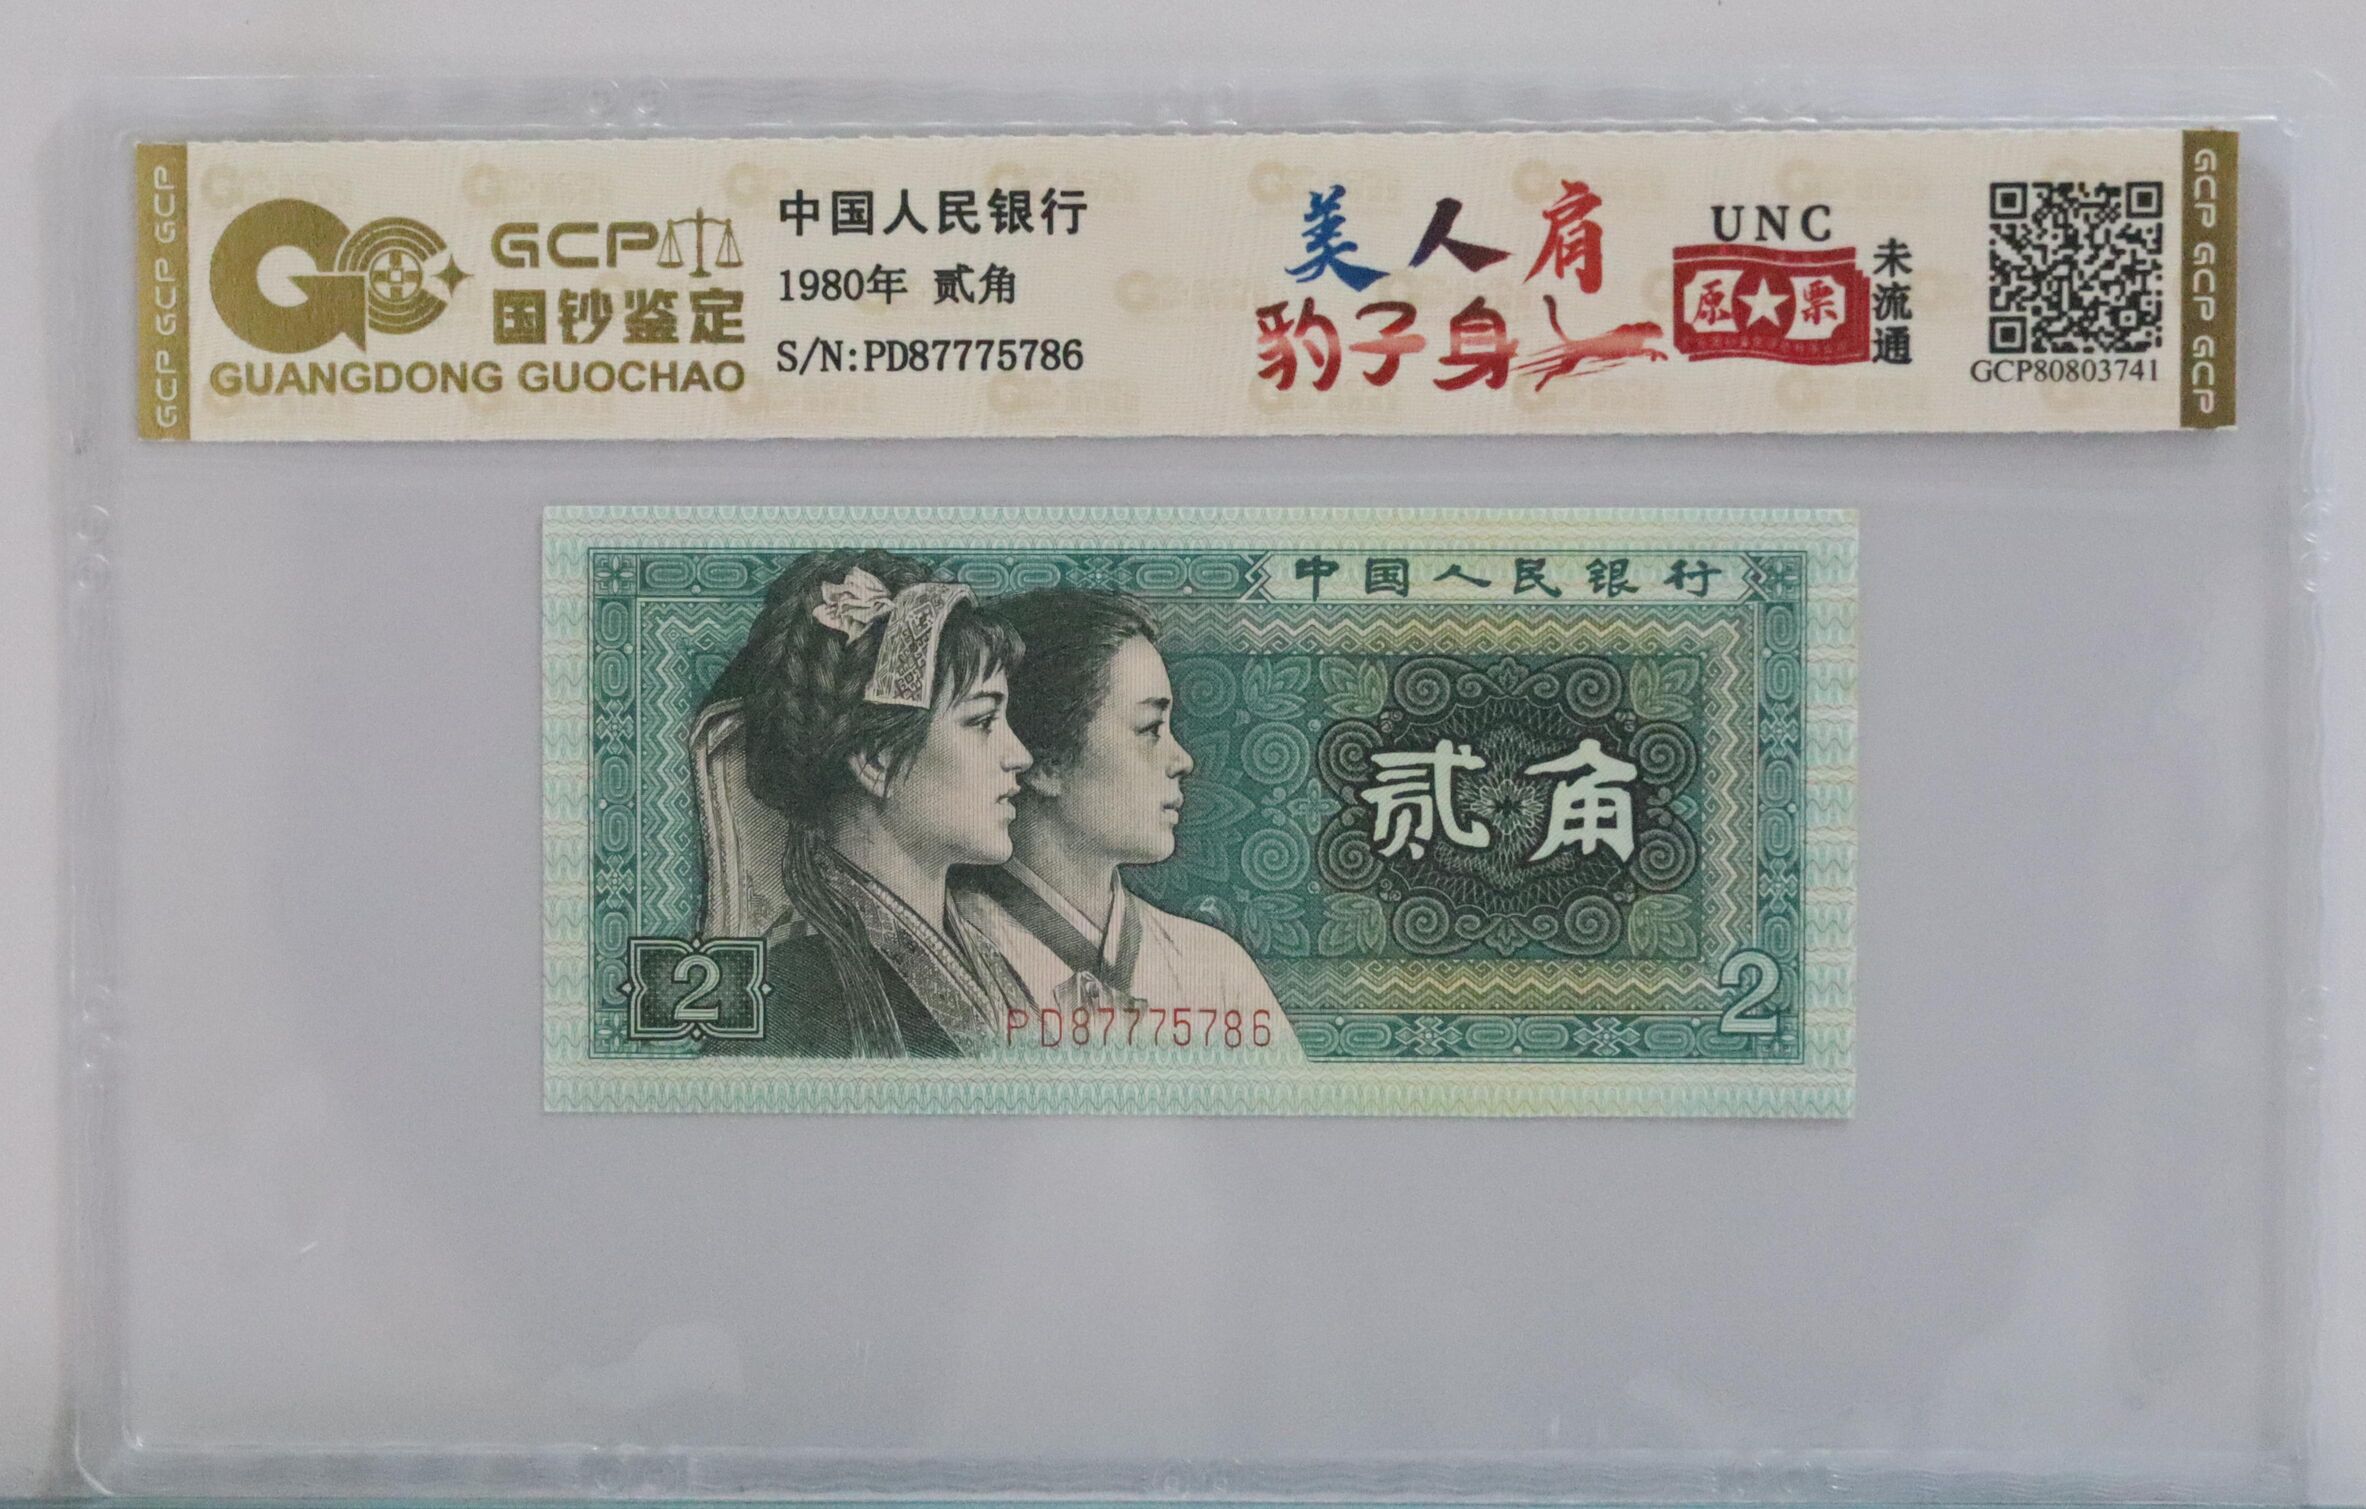 GCP GCP GCP
GCP
国钞鉴定
GUANGDONG GUOCHAO
中国人民银行
1980年 贰角
S/N:PD87775786
美人肩
豹子身
UNC
原票
未流通
GCP80803741
GCP GCP GCP
中国人民银行
贰角
2
PD87775786
2